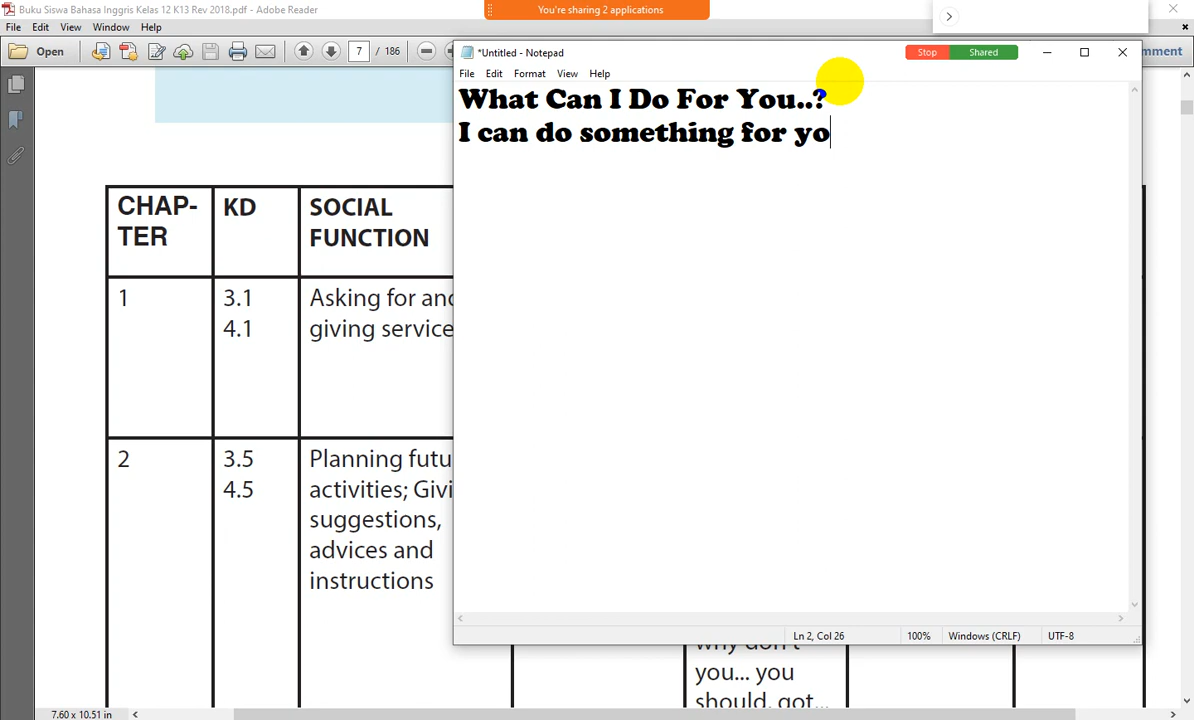 Buku Siswa Bahasa Inggris Kelas 12 K13 Rev 2018.pdf - Adobe Reader
You're sharing 2 applications
File Edit View Window Help
Open 7 / 186
*Untitled - Notepad
Stop Shared
File Edit Format View Help
What Can I Do For You..?
I can do something for yo
CHAP-
TER
KD
SOCIAL
FUNCTION
1
3.1
4.1
Asking for and
giving service
2
3.5
4.5
Planning futu
activities; Givi
suggestions,
advices and
instructions
you... you
should, got...
Ln 2, Col 26 100% Windows (CRLF) UTF-8
7.60 x 10.51 in